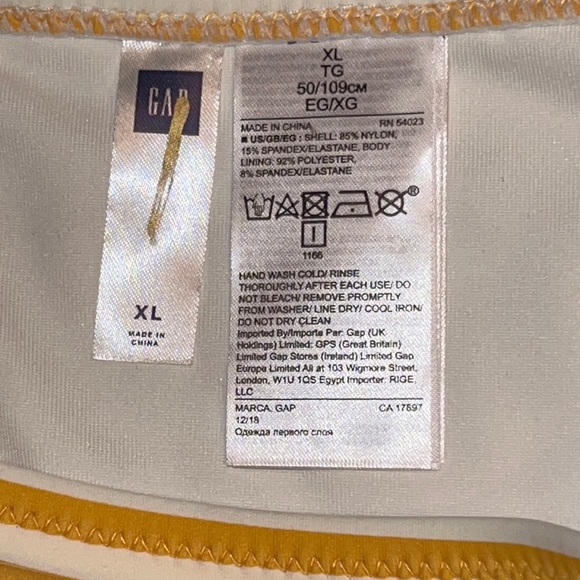 GAP
XL
MADE IN
CHINA
XL
TG
50/109CM
EG/XG
MADE IN CHINA RN 54023
■ US/GB/EG : SHELL: 85% NYLON,
15% SPANDEX/ELASTANE, BODY
LINING: 92% POLYESTER,
8% SPANDEX/ELASTANE
1166
HAND WASH COLD/ RINSE
THOROUGHLY AFTER EACH USE/ DO
NOT BLEACH/ REMOVE PROMPTLY
FROM WASHER/ LINE DRY/ COOL IRON/
DO NOT DRY CLEAN
Imported By/Importe Par: Gap (UK
Holdings) Limited: GPS (Great Britain)
Limited Gap Stores (Ireland) Limited Gap
Europe Limited All at 103 Wigmore Street,
London, W1U 1QS Egypt Importer: RIGE,
LLC
MARCA, GAP CA 17897
12/18
Одежда первого слоя